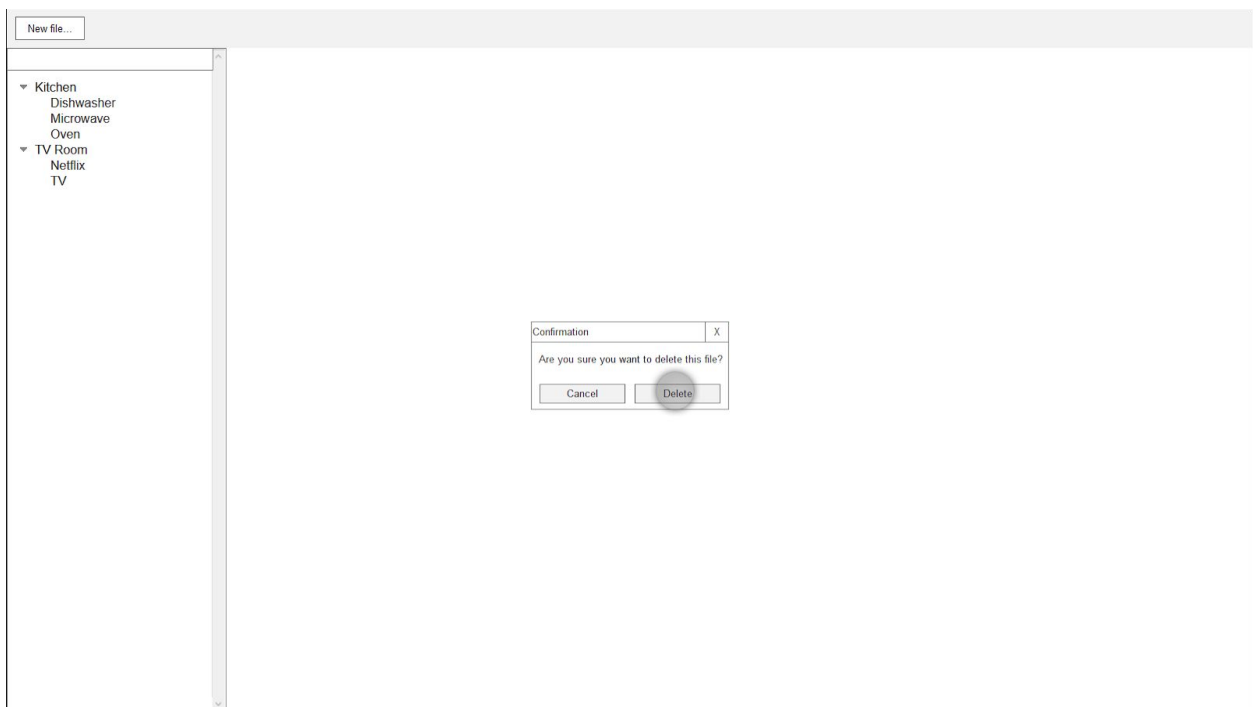 New file...
Kitchen
Dishwasher
Microwave
Oven
TV Room
Netflix
TV
Confirmation X
Are you sure you want to delete this file?
Cancel Delete